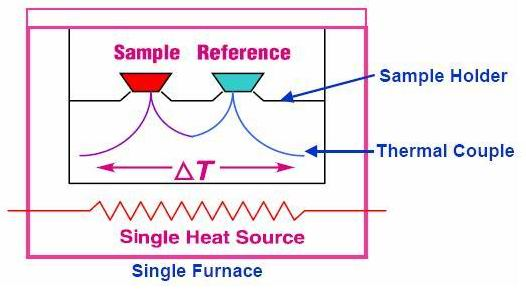 Sample Reference
Sample Holder
Thermal Couple
ΔT
Single Heat Source
Single Furnace